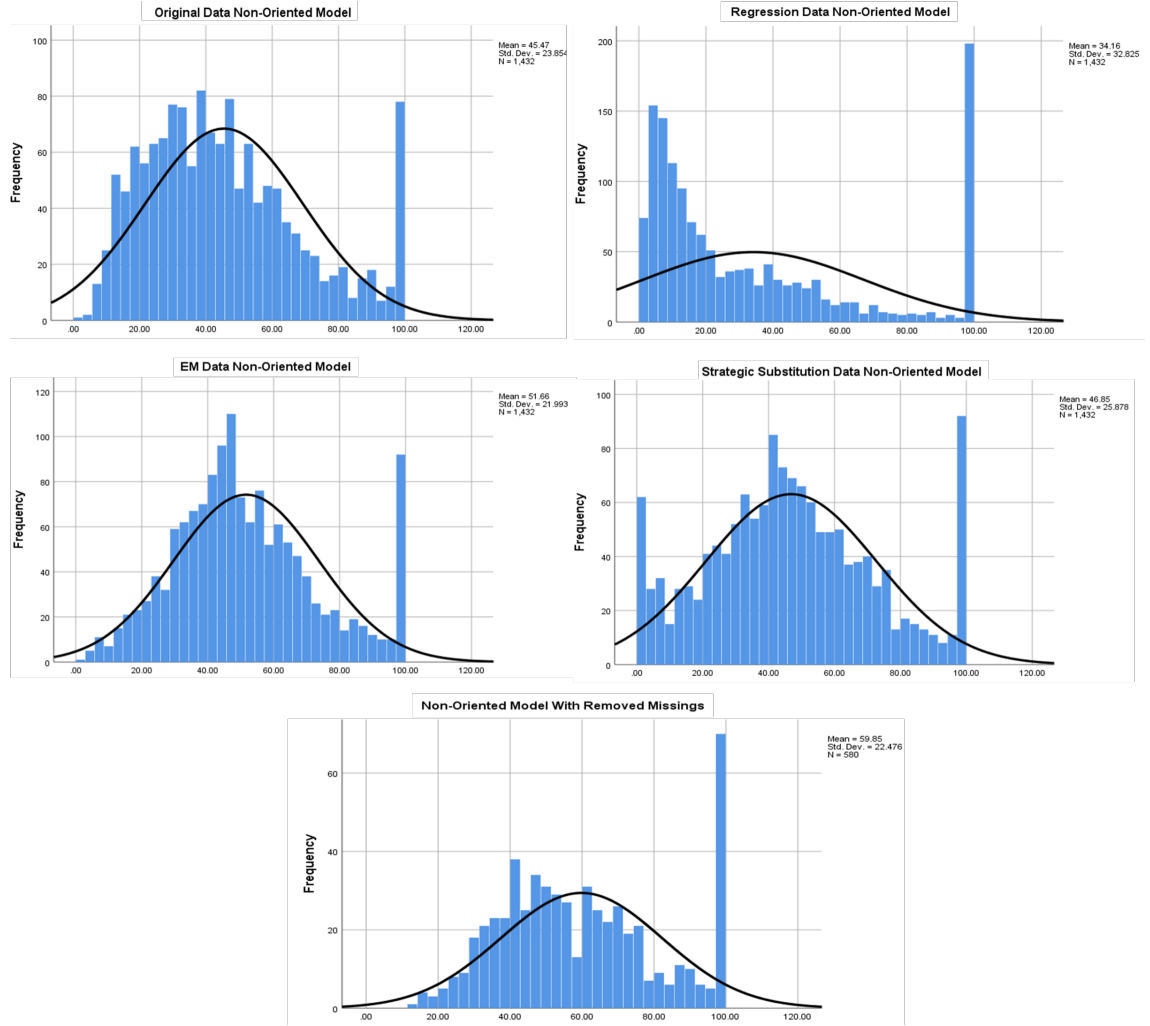 Original Data Non-Oriented Model
Mean = 45.47
Std. Dev. = 23.854
N = 1,432
Frequency
100
80
60
40
20
0
.00 20.00 40.00 60.00 80.00 100.00 120.00
Regression Data Non-Oriented Model
Mean = 34.16
Std. Dev. = 32.825
N = 1,432
Frequency
200
150
100
50
0
.00 20.00 40.00 60.00 80.00 100.00 120.00
EM Data Non-Oriented Model
Mean = 51.66
Std. Dev. = 21.993
N = 1,432
Frequency
120
100
80
60
40
20
0
.00 20.00 40.00 60.00 80.00 100.00 120.00
Strategic Substitution Data Non-Oriented Model
Mean = 46.85
Std. Dev. = 25.878
N = 1,432
Frequency
100
80
60
40
20
0
.00 20.00 40.00 60.00 80.00 100.00 120.00
Non-Oriented Model With Removed Missings
Mean = 59.85
Std. Dev. = 22.476
N = 580
Frequency
60
40
20
0
.00 20.00 40.00 60.00 80.00 100.00 120.00